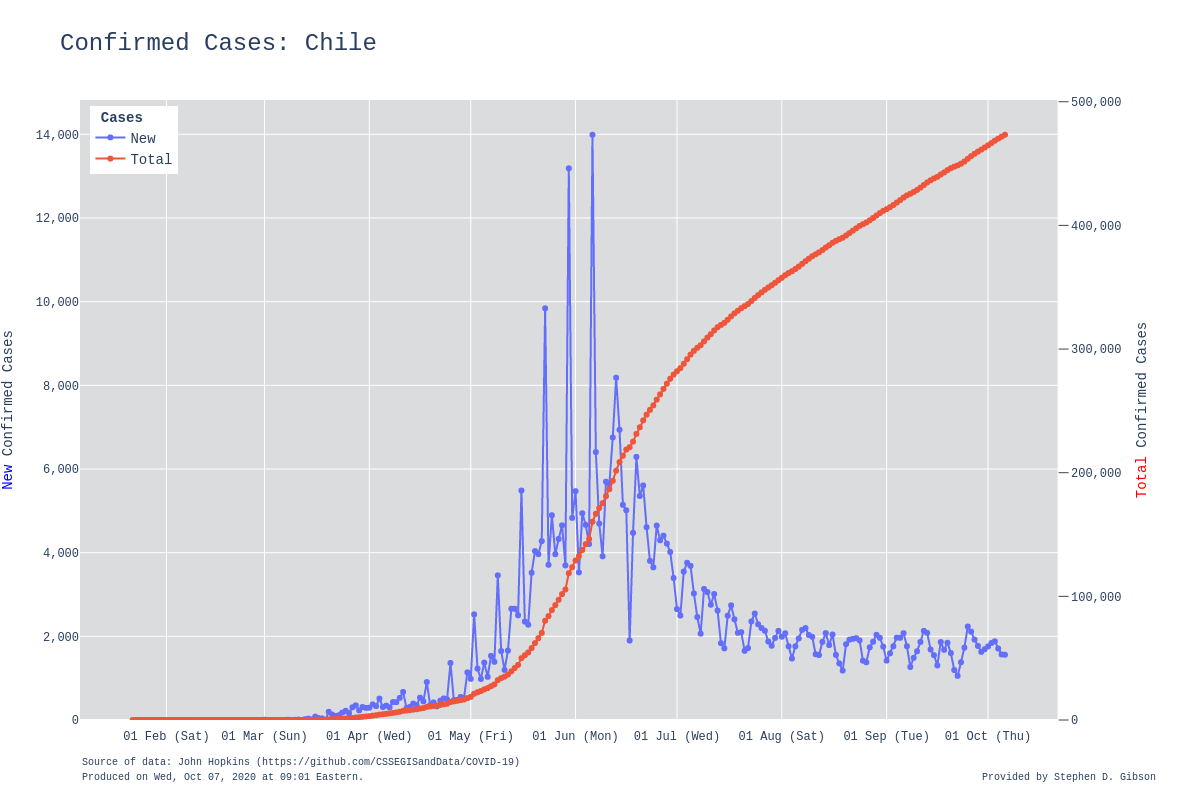 Confirmed Cases: Chile
Cases
New
Total
14,000
12,000
10,000
8,000
6,000
4,000
2,000
0
New Confirmed Cases
500,000
400,000
300,000
200,000
100,000
0
Total Confirmed Cases
01 Feb (Sat) 01 Mar (Sun) 01 Apr (Wed) 01 May (Fri) 01 Jun (Mon) 01 Jul (Wed) 01 Aug (Sat) 01 Sep (Tue) 01 Oct (Thu)
Source of data: John Hopkins (https://github.com/CSSEGISandData/COVID-19)
Produced on Wed, Oct 07, 2020 at 09:01 Eastern.
Provided by Stephen D. Gibson